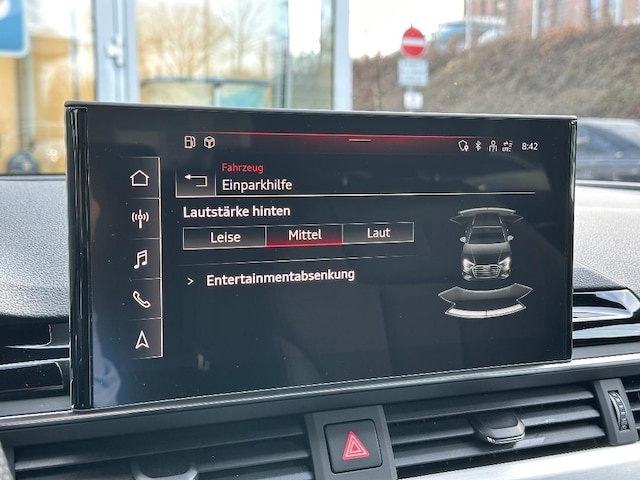 8:42
Fahrzeug
Einparkhilfe
Lautstärke hinten
Leise Mittel Laut
> Entertainmentabsenkung